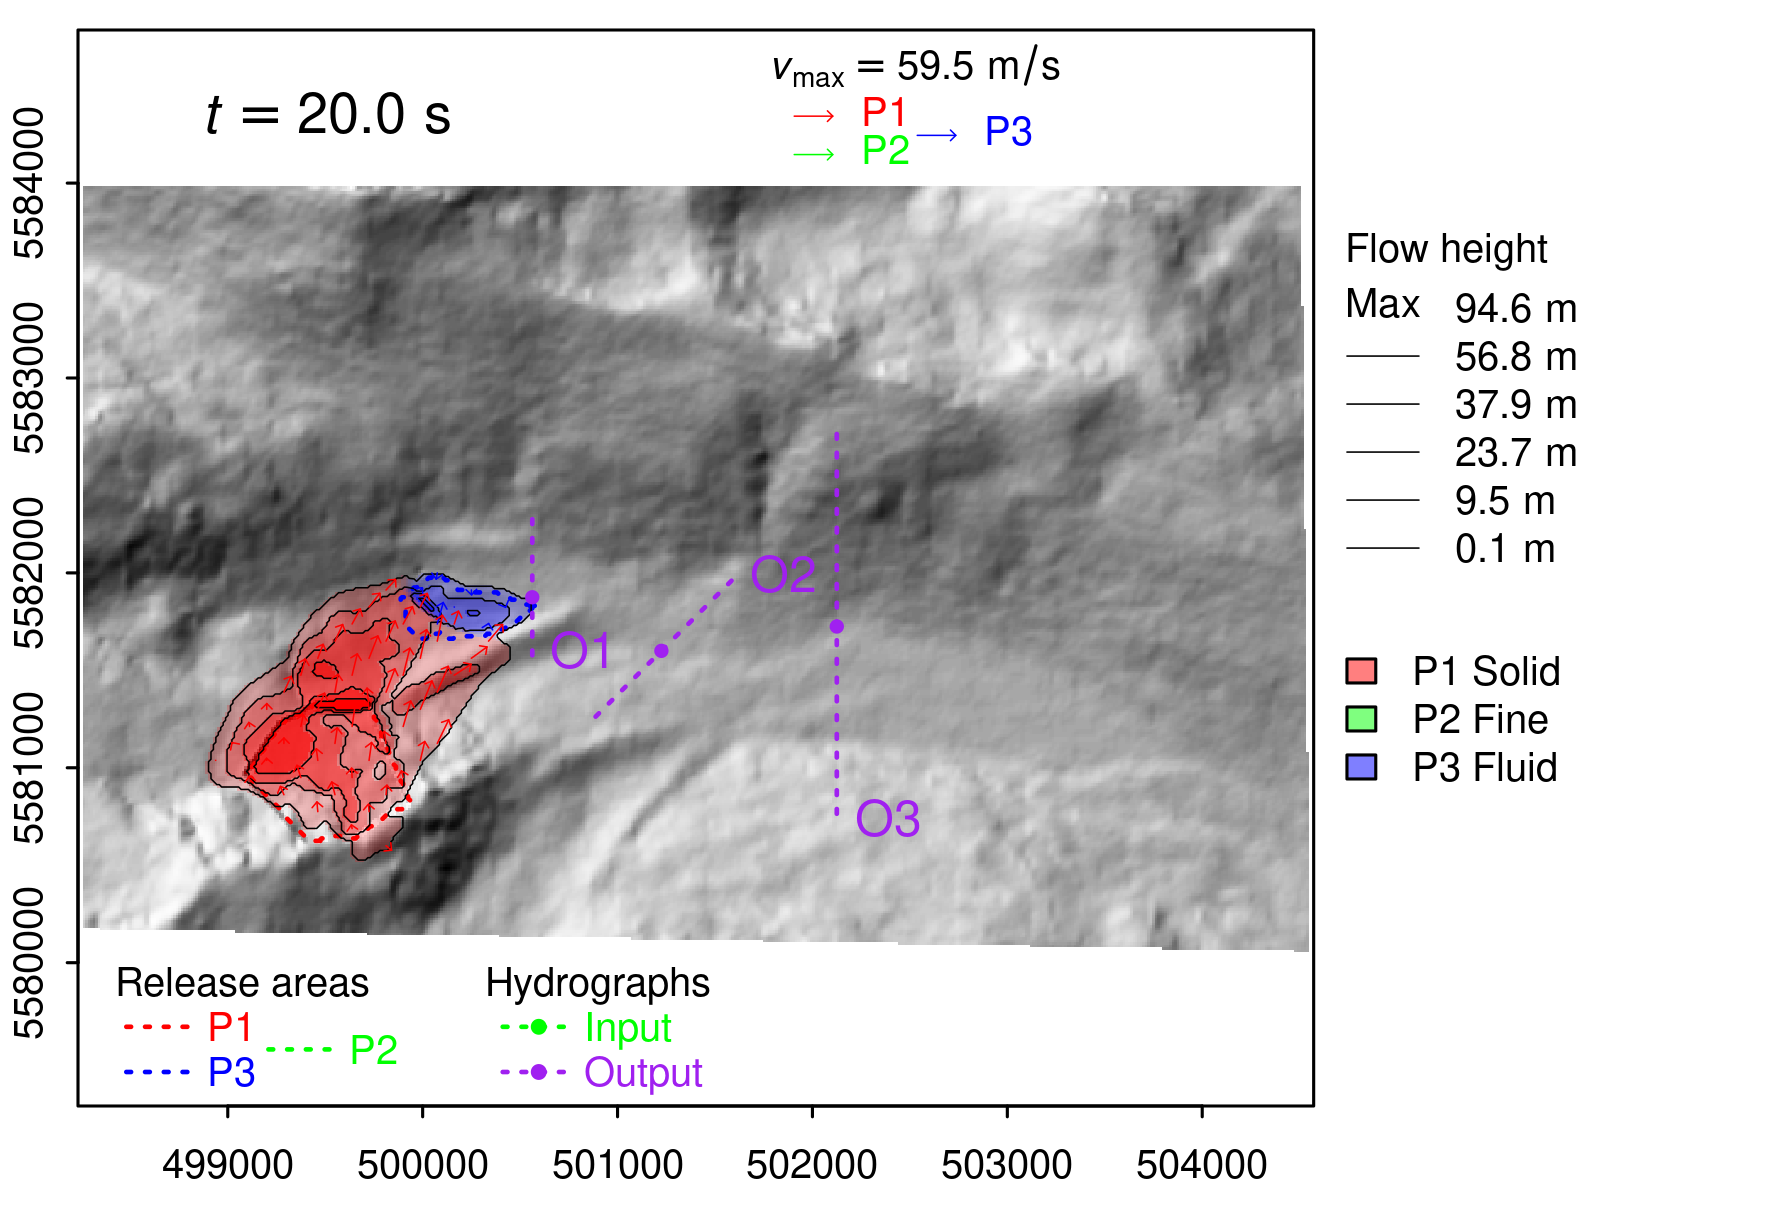 t = 20.0 s
vmax = 59.5 m/s
P1
P2
P3
5584000
5583000
5582000
5581000
5580000
O1
O2
O3
Flow height
Max 94.6 m
56.8 m
37.9 m
23.7 m
9.5 m
0.1 m
P1 Solid
P2 Fine
P3 Fluid
Release areas
P1
P2
P3
Hydrographs
Input
Output
499000 500000 501000 502000 503000 504000